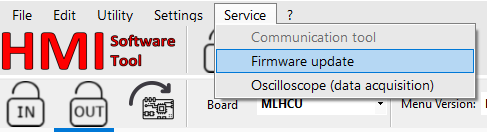 File Edit Utility Settings Service ?
HMI Software Tool
Communication tool
Firmware update
Oscilloscope (data acquisition)
IN OUT Board MLHCU Menu Version: